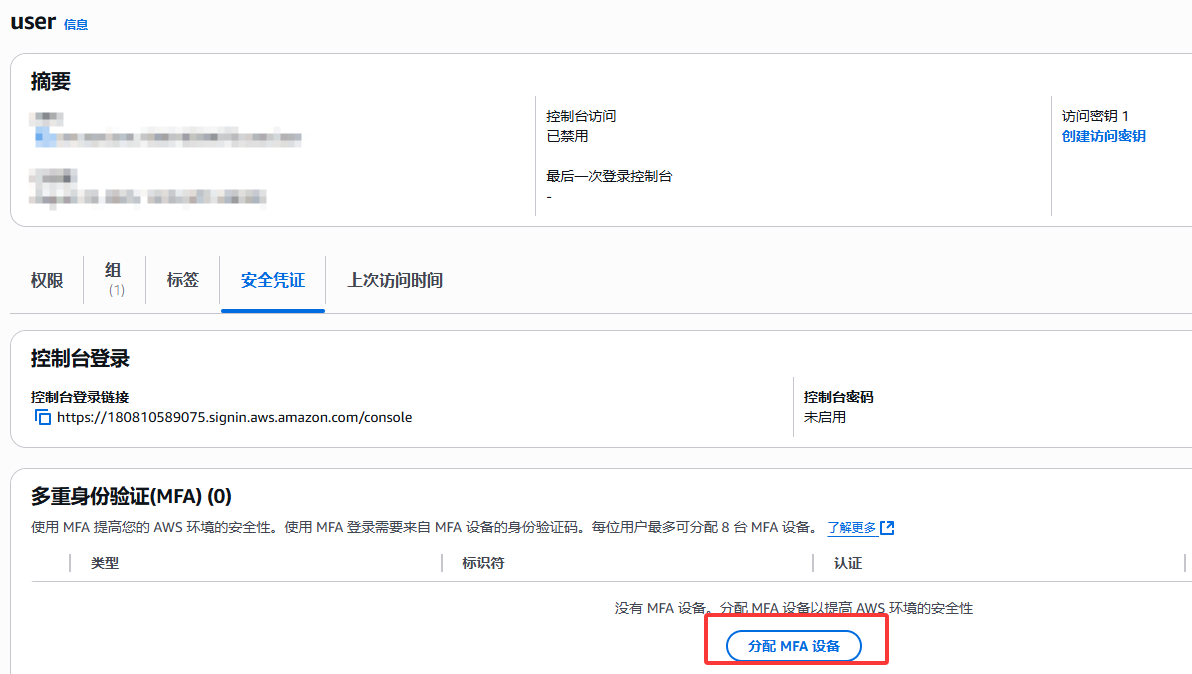 user 信息
摘要
控制台访问
已禁用
最后一次登录控制台
-
访问密钥 1
创建访问密钥
权限
组
(1)
标签
安全凭证
上次访问时间
控制台登录
控制台登录链接
https://180810589075.signin.aws.amazon.com/console
控制台密码
未启用
多重身份验证(MFA) (0)
使用 MFA 提高您的 AWS 环境的安全性。使用 MFA 登录需要来自 MFA 设备的身份验证码。每位用户最多可分配 8 台 MFA 设备。 了解更多
类型
标识符
认证
没有 MFA 设备。分配 MFA 设备以提高 AWS 环境的安全性
分配 MFA 设备